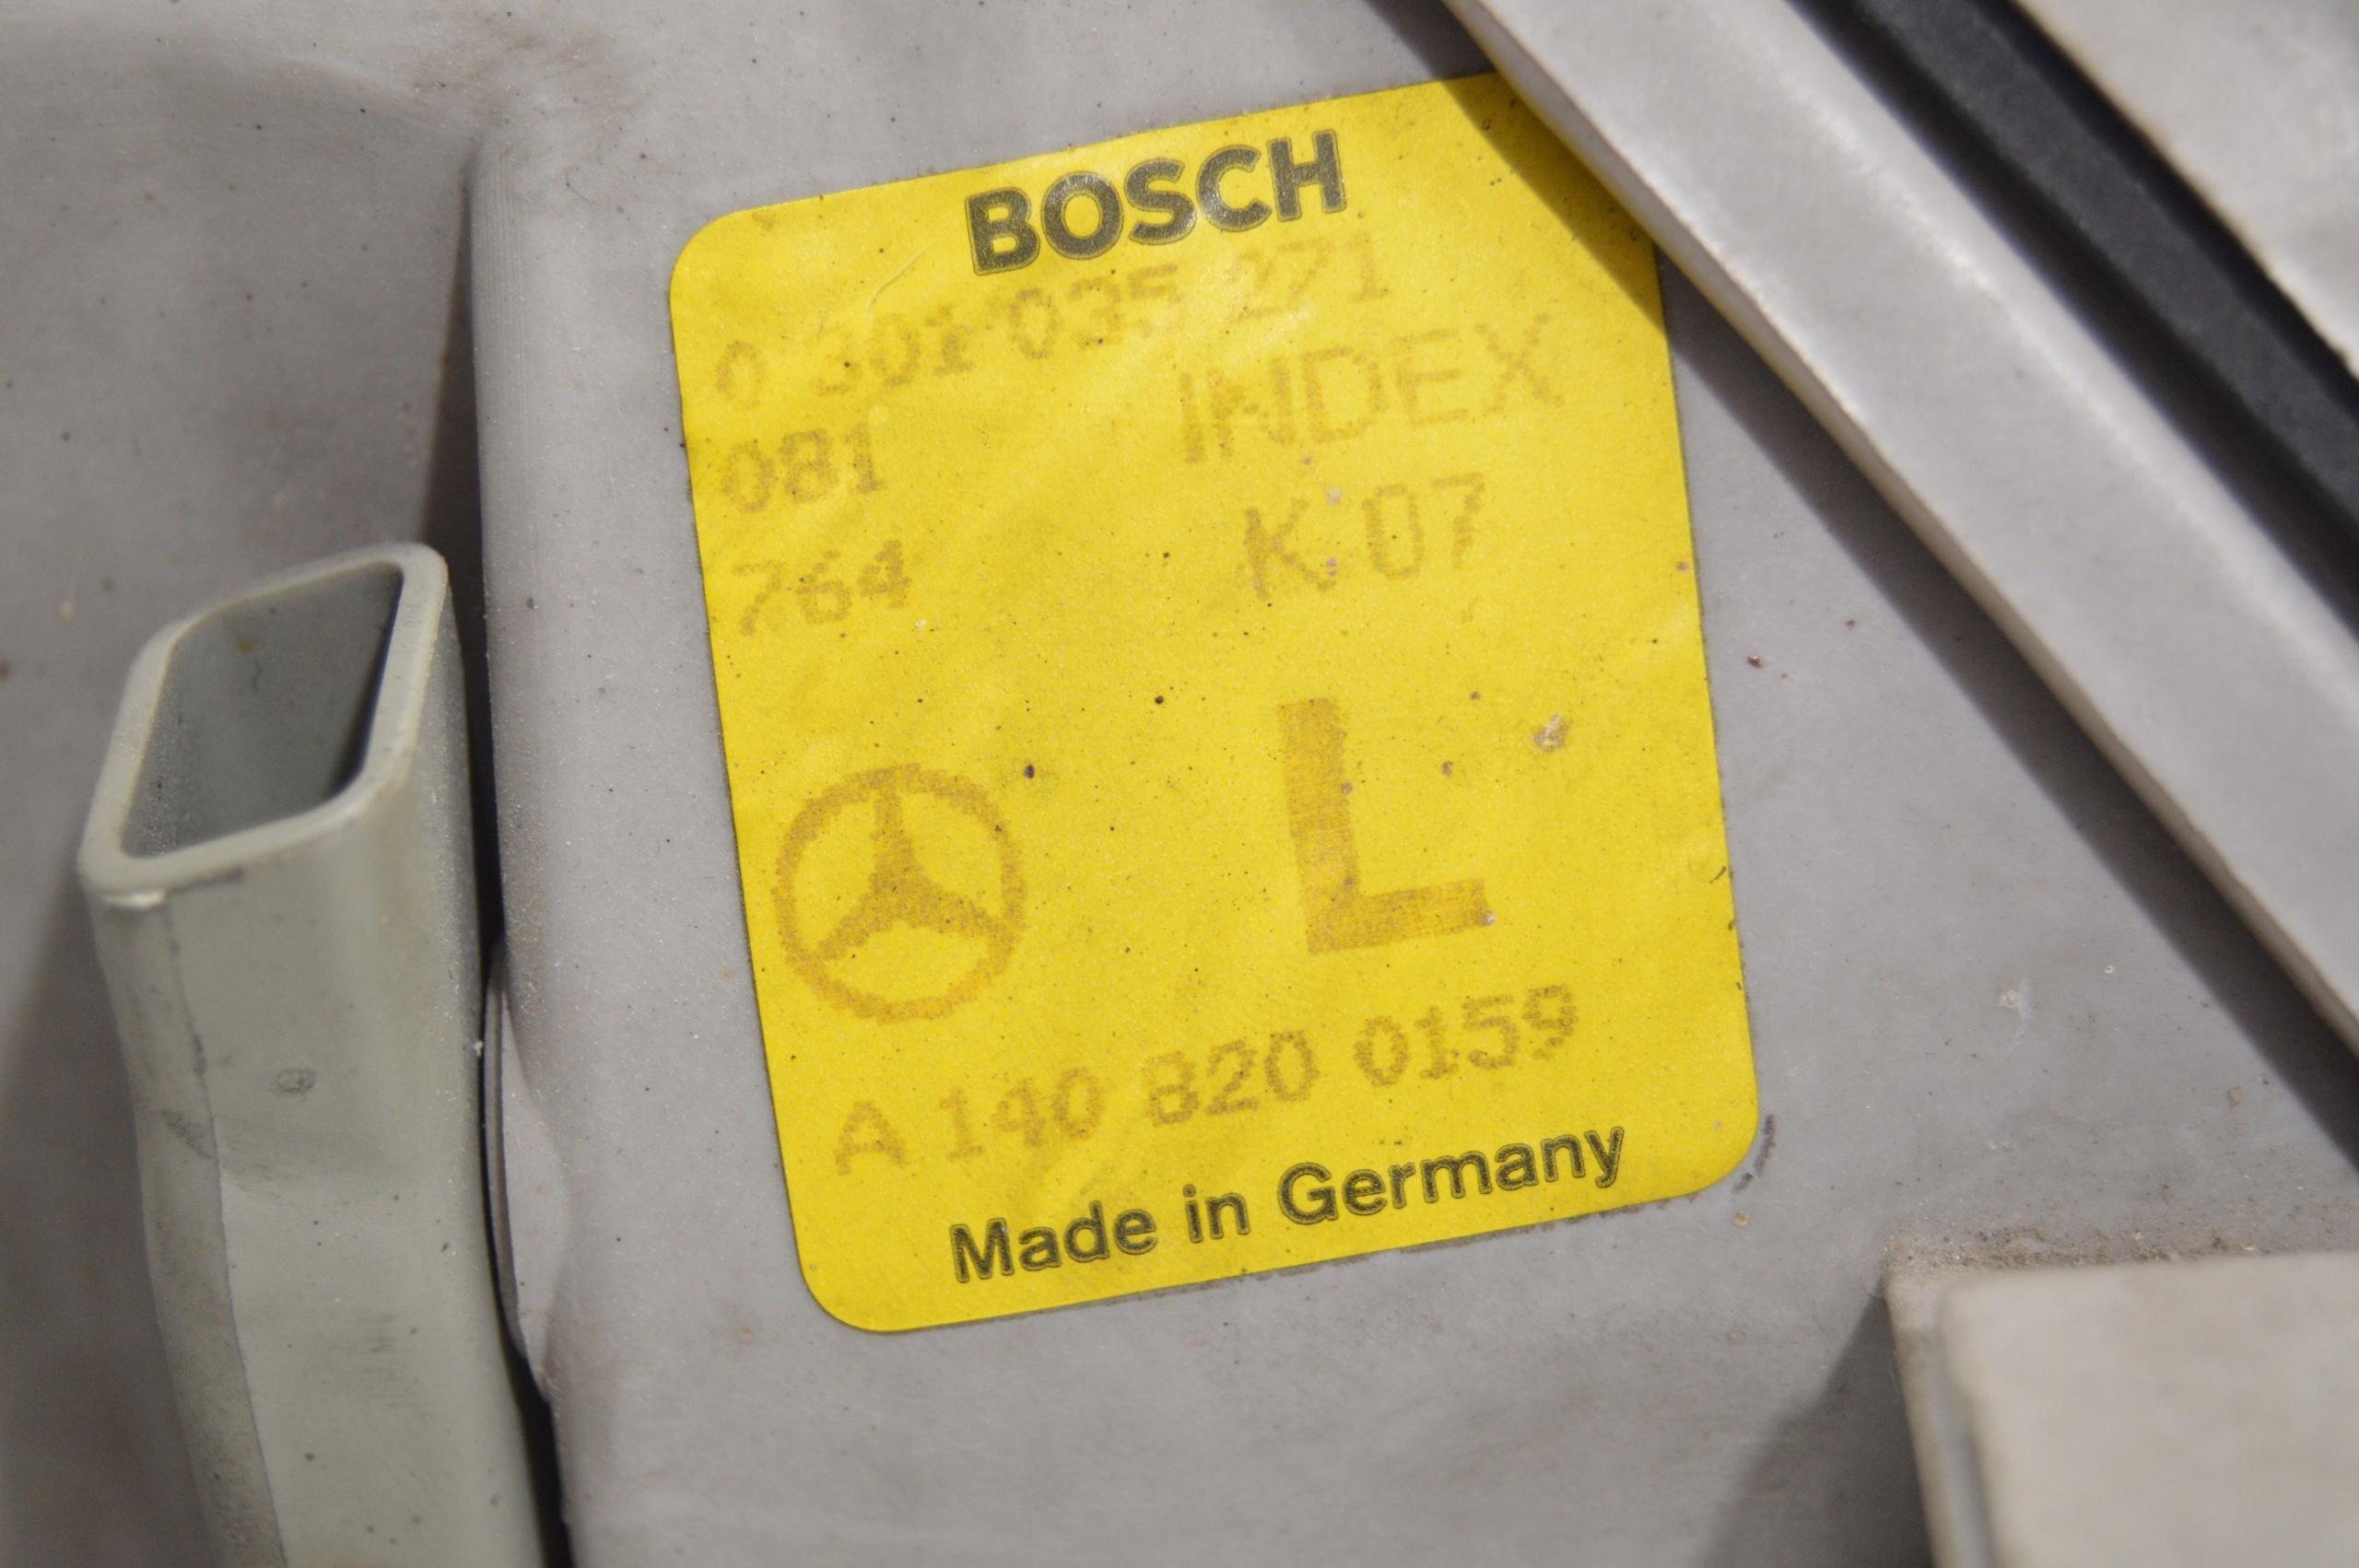 BOSCH
0 301 035 271
081 INDEX
764 K 07
L
A 140 820 0159
Made in Germany